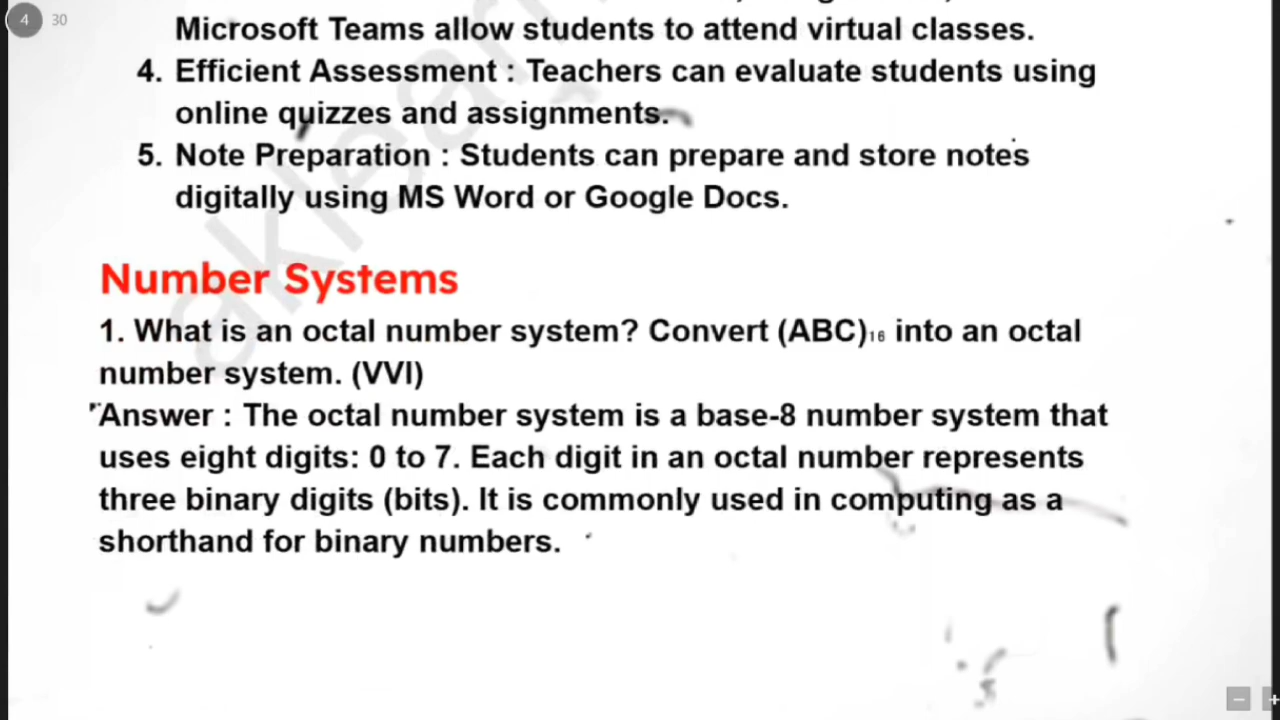 4 30
Microsoft Teams allow students to attend virtual classes.
4. Efficient Assessment : Teachers can evaluate students using
online quizzes and assignments.
5. Note Preparation : Students can prepare and store notes
digitally using MS Word or Google Docs.
Number Systems
1. What is an octal number system? Convert (ABC)₁₆ into an octal
number system. (VVI)
Answer : The octal number system is a base-8 number system that
uses eight digits: 0 to 7. Each digit in an octal number represents
three binary digits (bits). It is commonly used in computing as a
shorthand for binary numbers.